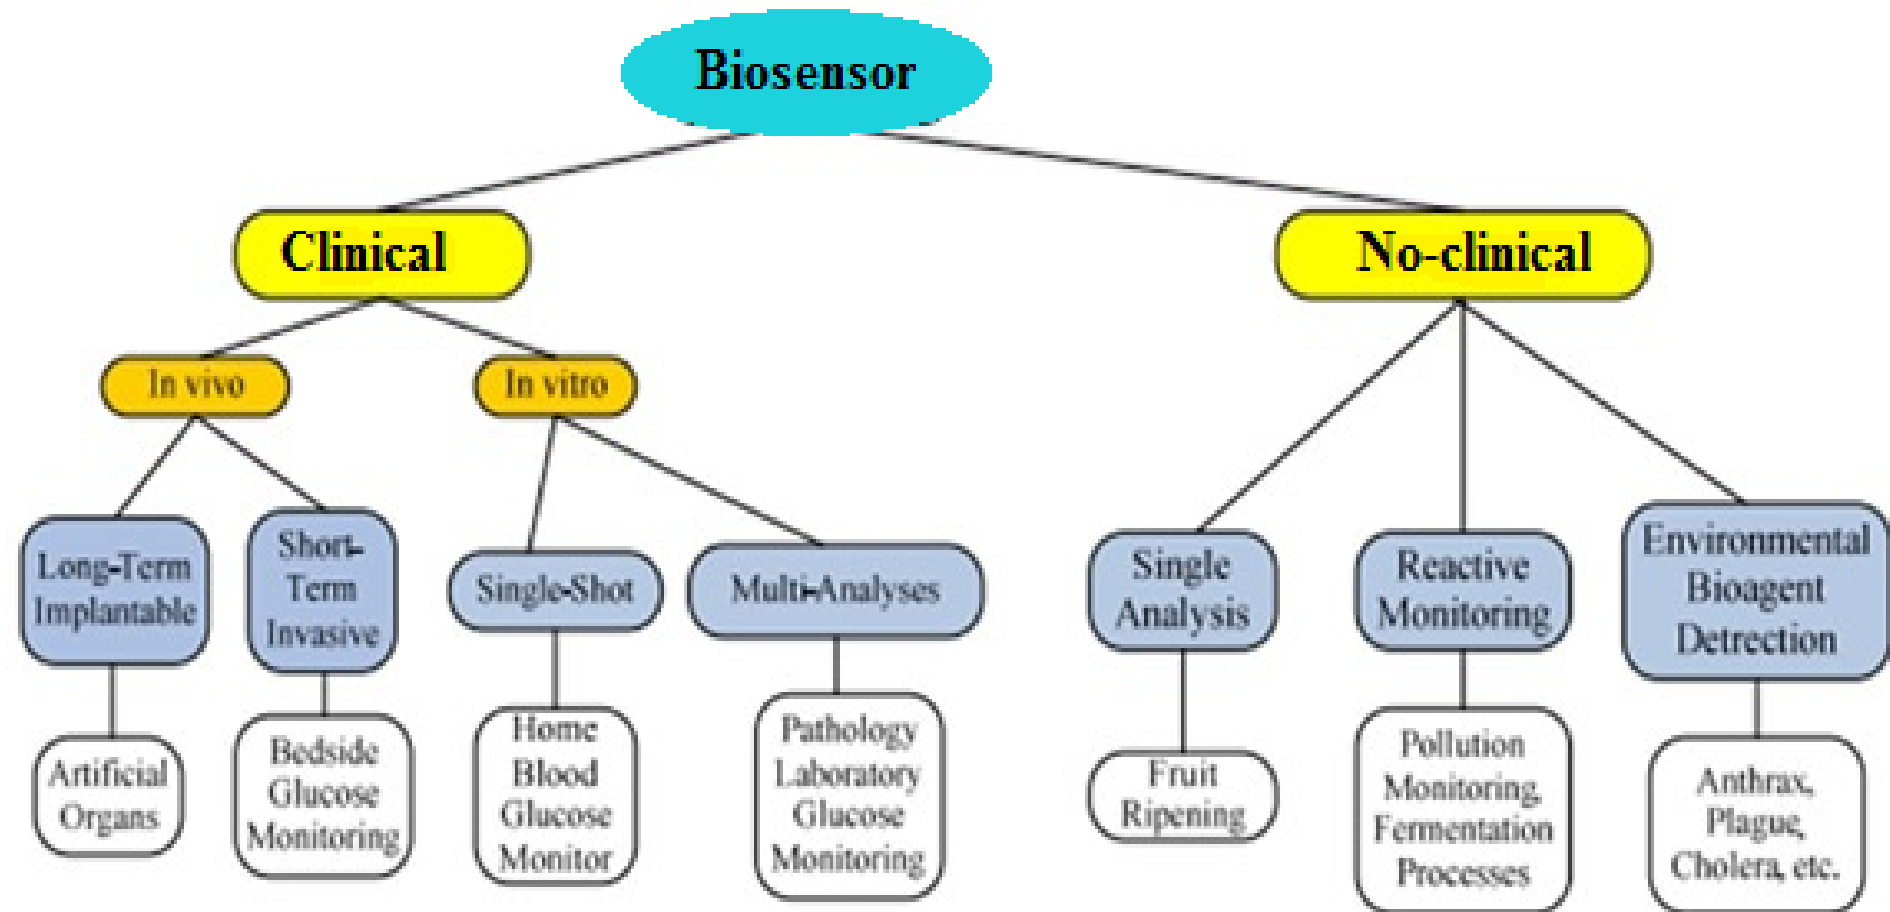 Biosensor
Clinical
No-clinical
In vivo
In vitro
Long-Term
Implantable
Short-
Term
Invasive
Single-Shot
Multi-Analyses
Single
Analysis
Reactive
Monitoring
Environmental
Bioagent
Detrection
Artificial
Organs
Bedside
Glucose
Monitoring
Home
Blood
Glucose
Monitor
Pathology
Laboratory
Glucose
Monitoring
Fruit
Ripening
Pollution
Monitoring,
Fermentation
Processes
Anthrax,
Plague,
Cholera, etc.